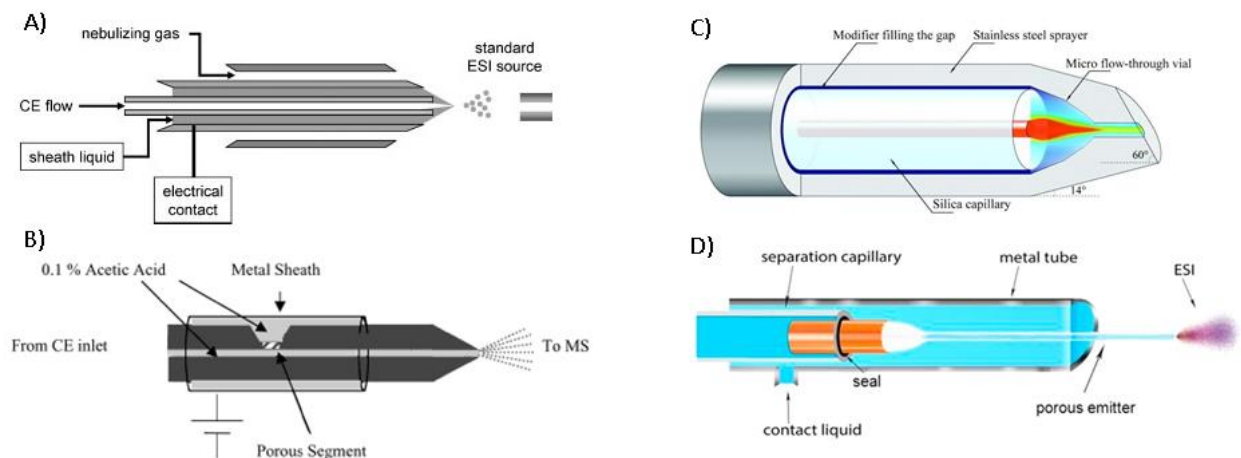 A)
nebulizing gas
standard
ESI source
CE flow
sheath liquid
electrical
contact
B)
0.1 % Acetic Acid
Metal Sheath
From CE inlet
To MS
Porous Segment
C)
Modifier filling the gap
Stainless steel sprayer
Micro flow-through vial
60°
14°
Silica capillary
D)
separation capillary
metal tube
ESI
seal
porous emitter
contact liquid